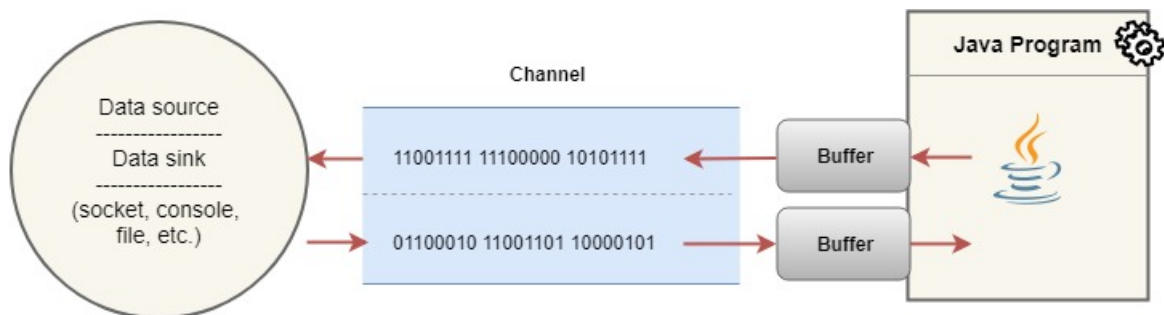 Java Program
Channel
Data source
------------------
Data sink
------------------
(socket, console,
file, etc.)
11001111 11100000 10101111
Buffer
01100010 11001101 10000101
Buffer